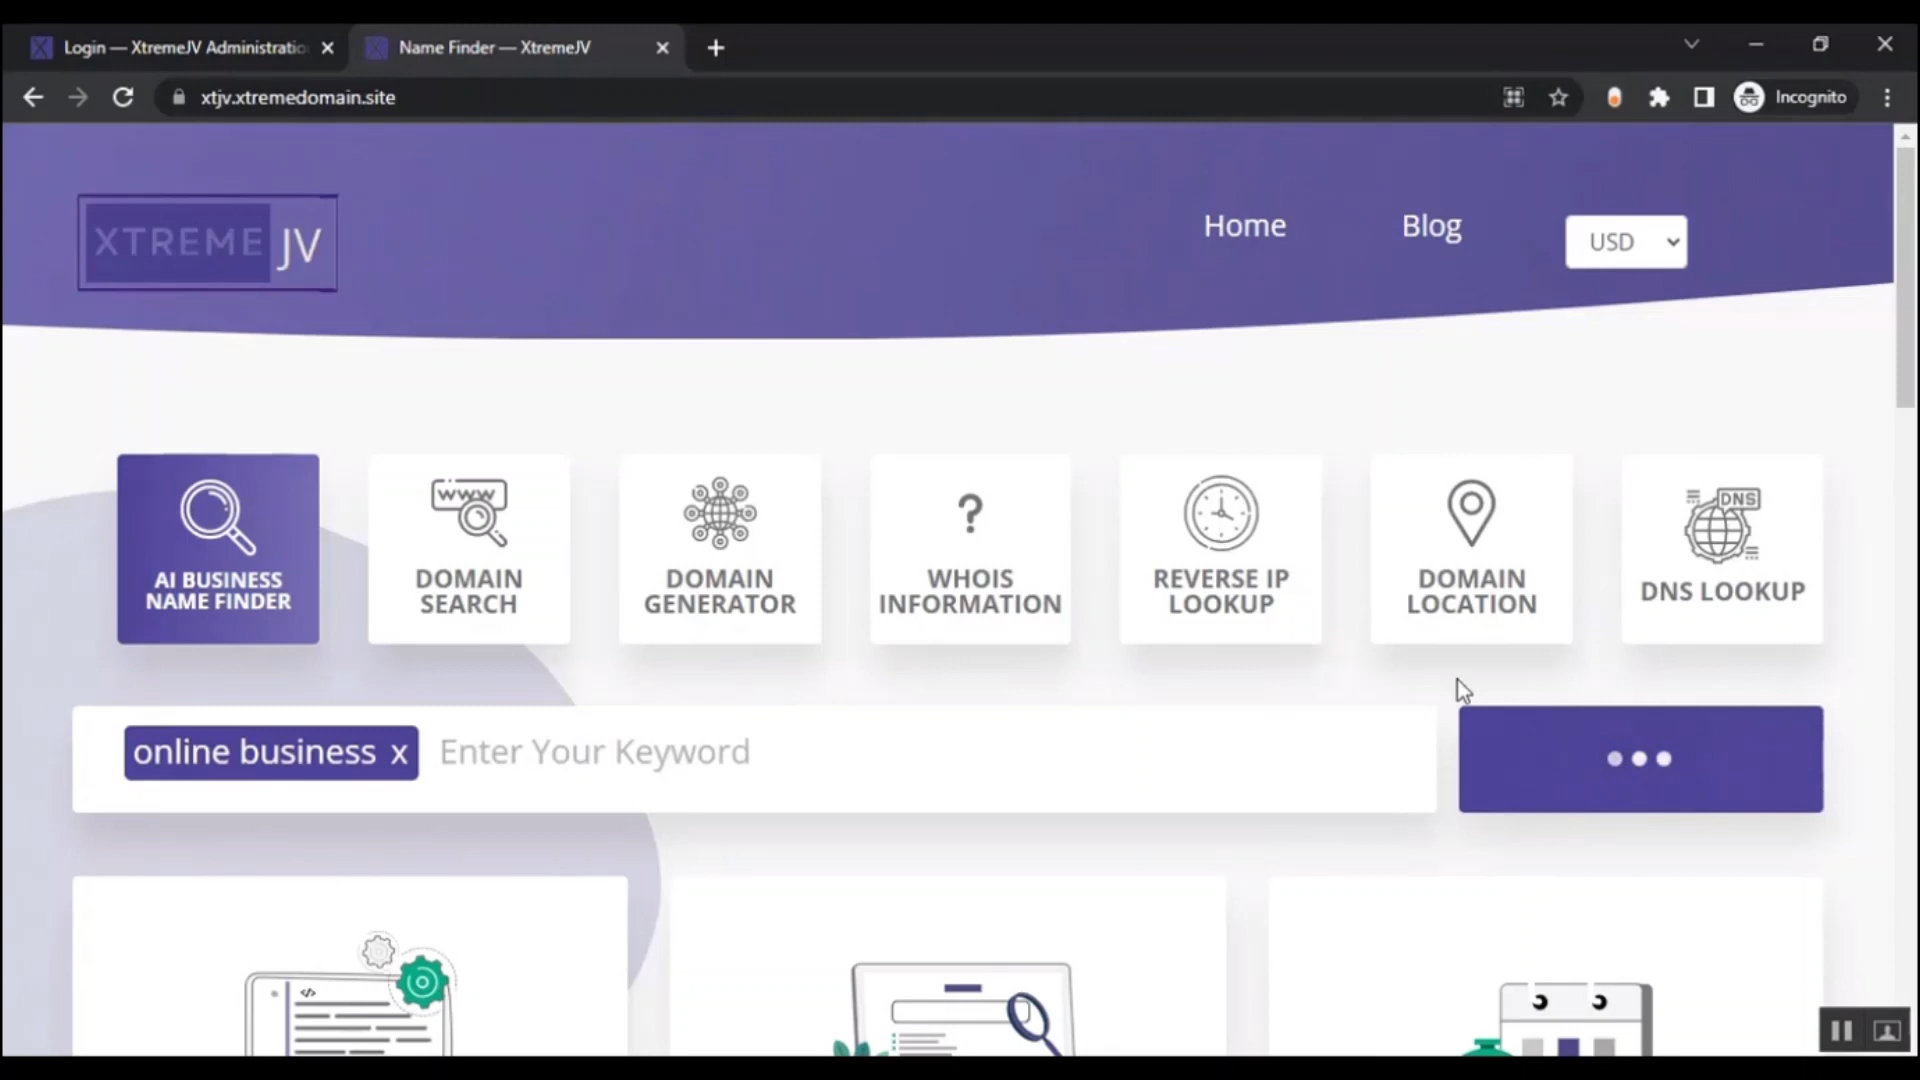 Login — XtremeJV Administratio
Name Finder — XtremeJV
xtjv.xtremedomain.site
Incognito
XTREME JV
Home
Blog
USD
AI BUSINESS
NAME FINDER
WWW
DOMAIN
SEARCH
DOMAIN
GENERATOR
?
WHOIS
INFORMATION
REVERSE IP
LOOKUP
DOMAIN
LOCATION
DNS
DNS LOOKUP
online business x
Enter Your Keyword
</>